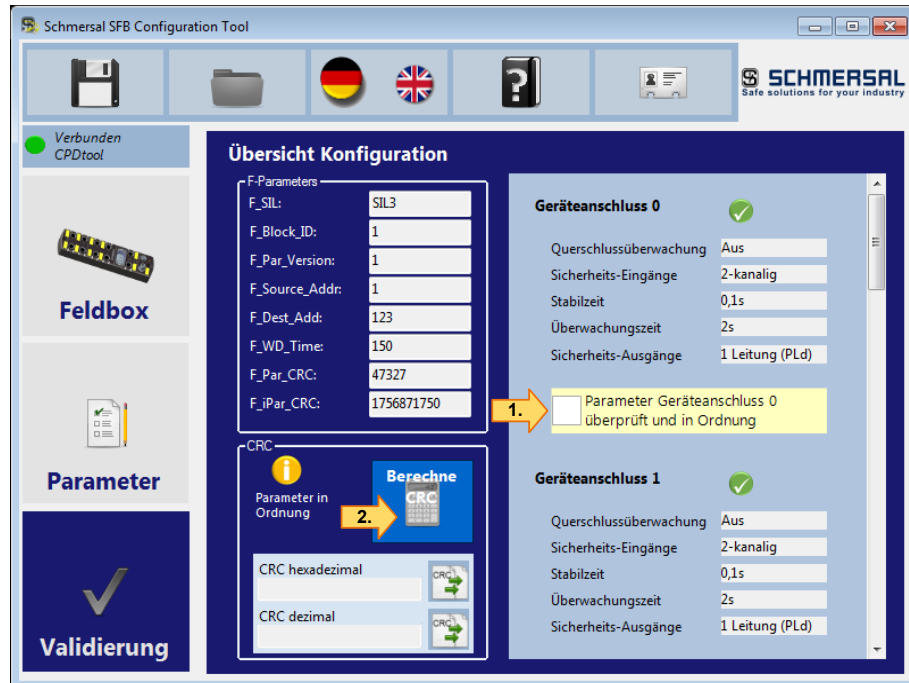 Schmersal SFB Configuration Tool
SCHMERSAL
Safe solutions for your industry
Verbunden
CPDtool
Feldbox
Parameter
Validierung
Übersicht Konfiguration
F-Parameters
F_SIL: SIL3
F_Block_ID: 1
F_Par_Version: 1
F_Source_Addr: 1
F_Dest_Add: 123
F_WD_Time: 150
F_Par_CRC: 47327
F_iPar_CRC: 1756871750
CRC
Parameter in
Ordnung
2.
Berechne
CRC
CRC hexadezimal
CRC
CRC dezimal
CRC
Geräteanschluss 0
Querschlussüberwachung Aus
Sicherheits-Eingänge 2-kanalig
Stabilzeit 0,1s
Überwachungszeit 2s
Sicherheits-Ausgänge 1 Leitung (PLd)
1.
Parameter Geräteanschluss 0
überprüft und in Ordnung
Geräteanschluss 1
Querschlussüberwachung Aus
Sicherheits-Eingänge 2-kanalig
Stabilzeit 0,1s
Überwachungszeit 2s
Sicherheits-Ausgänge 1 Leitung (PLd)